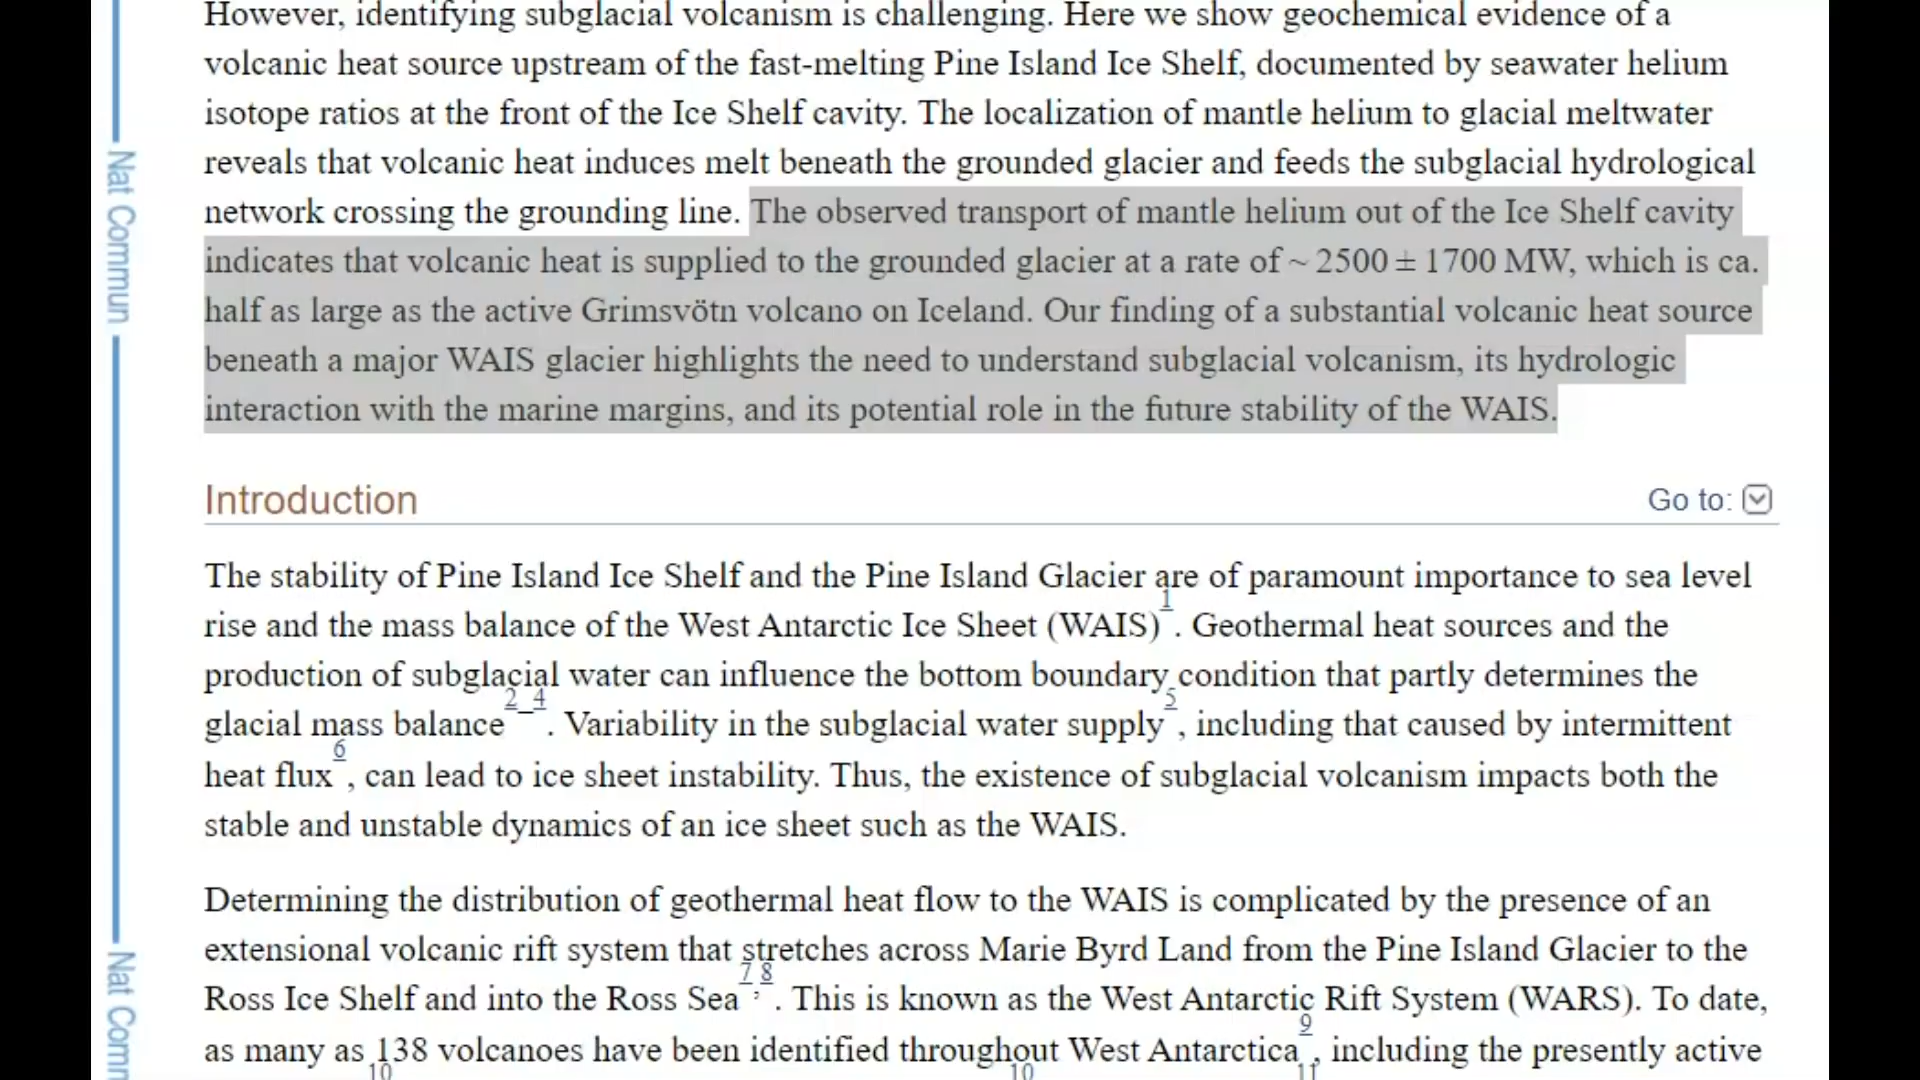 However, identifying subglacial volcanism is challenging. Here we show geochemical evidence of a
volcanic heat source upstream of the fast-melting Pine Island Ice Shelf, documented by seawater helium
isotope ratios at the front of the Ice Shelf cavity. The localization of mantle helium to glacial meltwater
reveals that volcanic heat induces melt beneath the grounded glacier and feeds the subglacial hydrological
network crossing the grounding line. The observed transport of mantle helium out of the Ice Shelf cavity
indicates that volcanic heat is supplied to the grounded glacier at a rate of ~ 2500 ± 1700 MW, which is ca.
half as large as the active Grimsvötn volcano on Iceland. Our finding of a substantial volcanic heat source
beneath a major WAIS glacier highlights the need to understand subglacial volcanism, its hydrologic
interaction with the marine margins, and its potential role in the future stability of the WAIS.
Introduction
Go to:
The stability of Pine Island Ice Shelf and the Pine Island Glacier are of paramount importance to sea level
rise and the mass balance of the West Antarctic Ice Sheet (WAIS)1. Geothermal heat sources and the
production of subglacial water can influence the bottom boundary condition that partly determines the
glacial mass balance2–4. Variability in the subglacial water supply5, including that caused by intermittent
heat flux6, can lead to ice sheet instability. Thus, the existence of subglacial volcanism impacts both the
stable and unstable dynamics of an ice sheet such as the WAIS.
Determining the distribution of geothermal heat flow to the WAIS is complicated by the presence of an
extensional volcanic rift system that stretches across Marie Byrd Land from the Pine Island Glacier to the
Ross Ice Shelf and into the Ross Sea7,8. This is known as the West Antarctic Rift System (WARS). To date,
as many as 138 volcanoes have been identified throughout West Antarctica9, including the presently active
10 10 11
Nat Commun
Nat Comm